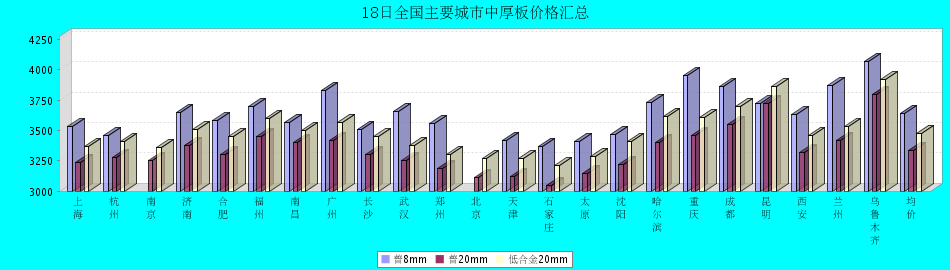 18日全国主要城市中厚板价格汇总
4250
4000
3750
3500
3250
3000
上海 杭州 南京 济南 合肥 福州 南昌 广州 长沙 武汉 郑州 北京 天津 石家庄 太原 沈阳 哈尔滨 重庆 成都 昆明 西安 兰州 乌鲁木齐 均价
普8mm 普20mm 低合金20mm